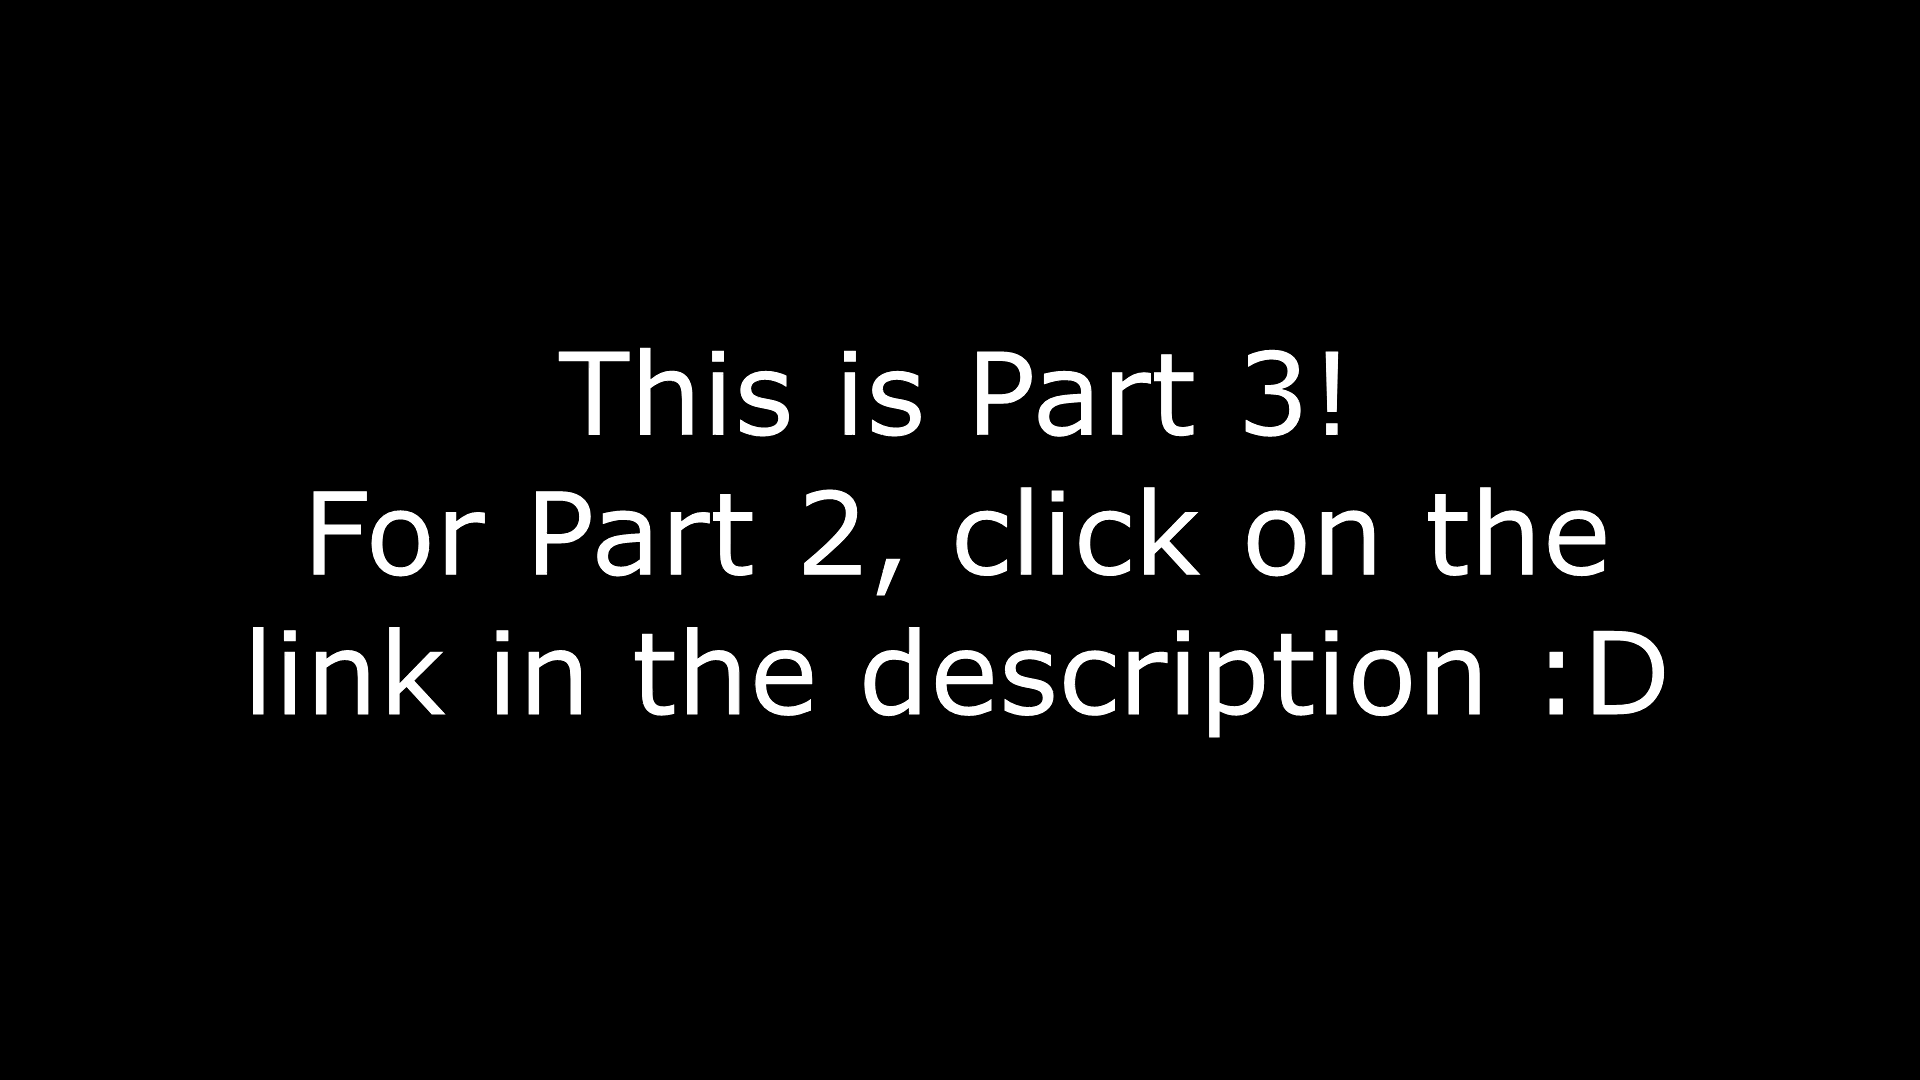 This is Part 3!
For Part 2, click on the
link in the description :D